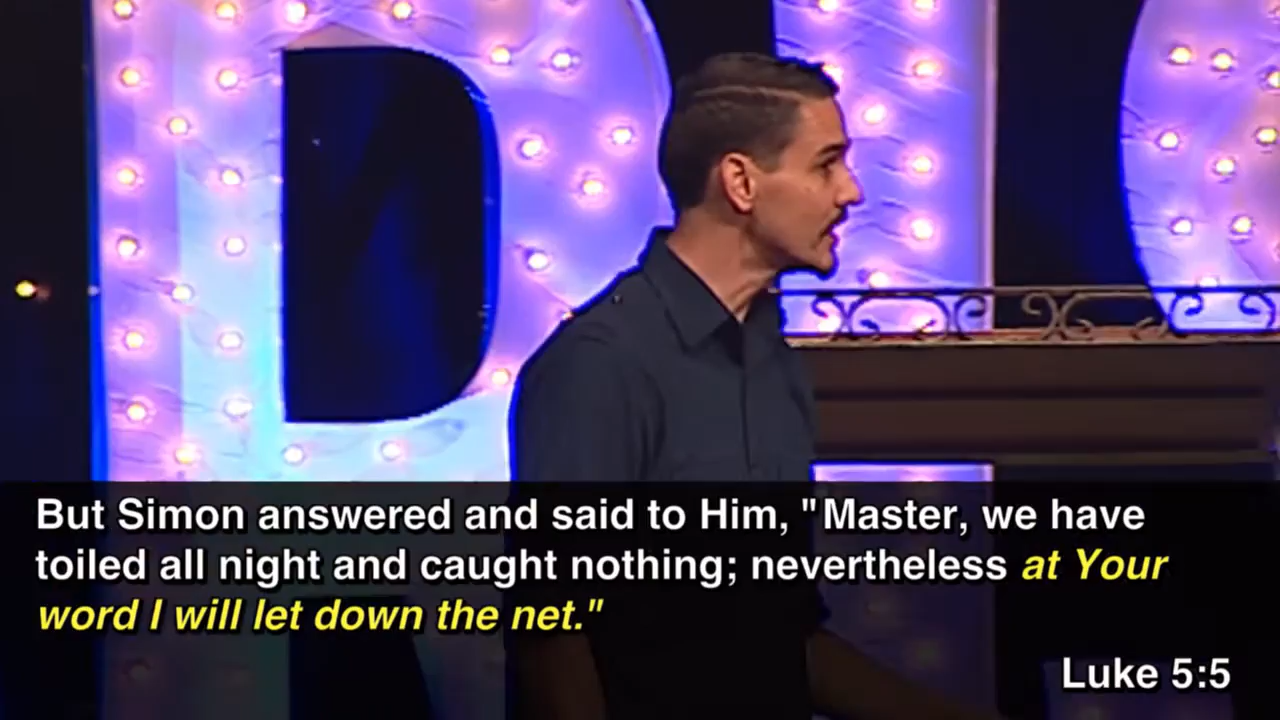 But Simon answered and said to Him, "Master, we have
toiled all night and caught nothing; nevertheless at Your
word I will let down the net."
Luke 5:5